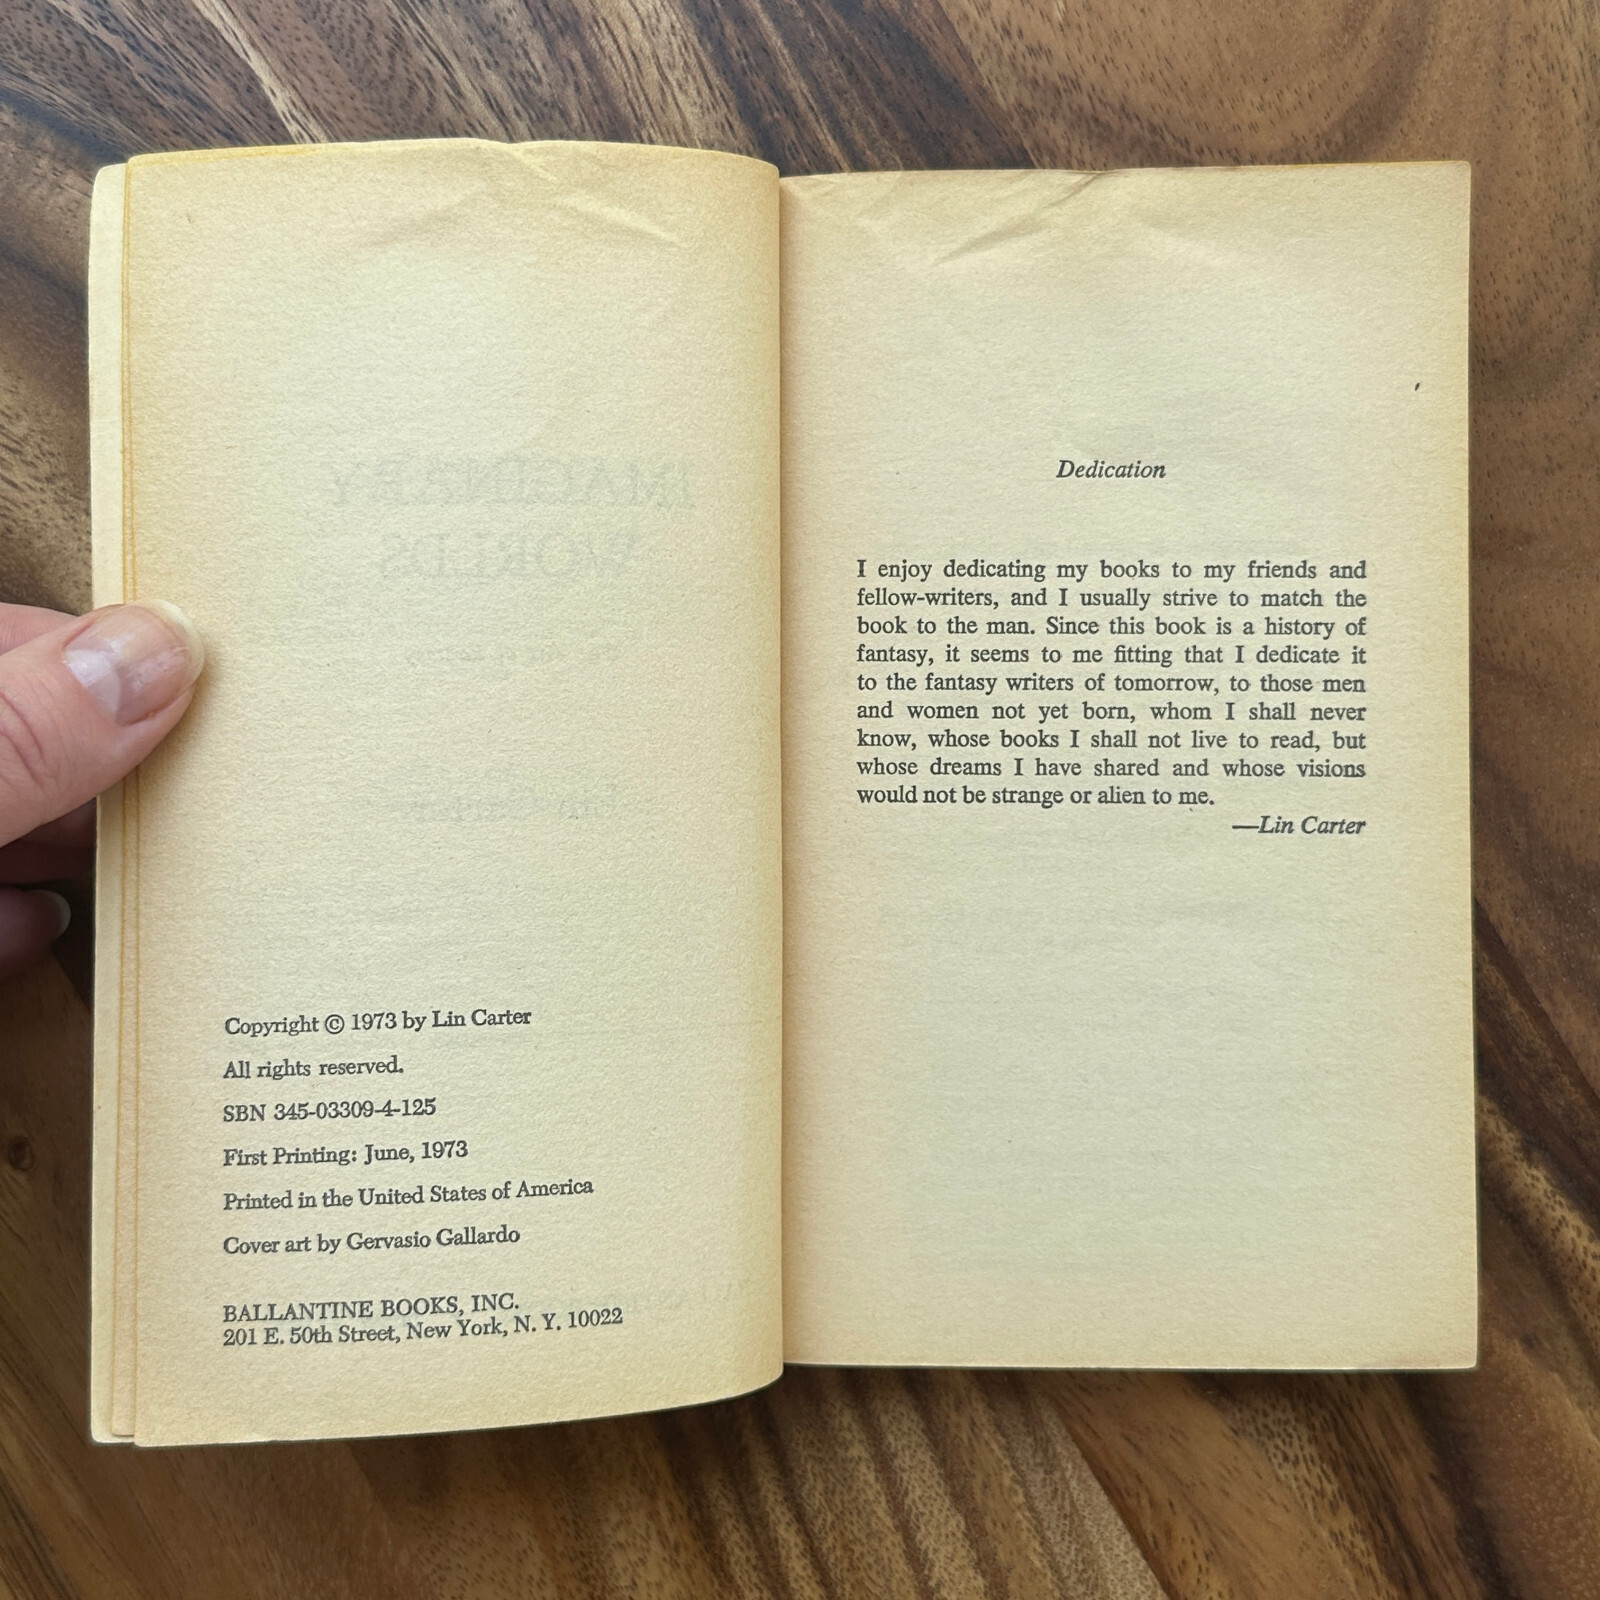 Copyright © 1973 by Lin Carter
All rights reserved.
SBN 345-03309-4-125
First Printing: June, 1973
Printed in the United States of America
Cover art by Gervasio Gallardo
BALLANTINE BOOKS, INC.
201 E. 50th Street, New York, N. Y. 10022
Dedication
I enjoy dedicating my books to my friends and
fellow-writers, and I usually strive to match the
book to the man. Since this book is a history of
fantasy, it seems to me fitting that I dedicate it
to the fantasy writers of tomorrow, to those men
and women not yet born, whom I shall never
know, whose books I shall not live to read, but
whose dreams I have shared and whose visions
would not be strange or alien to me.
—Lin Carter